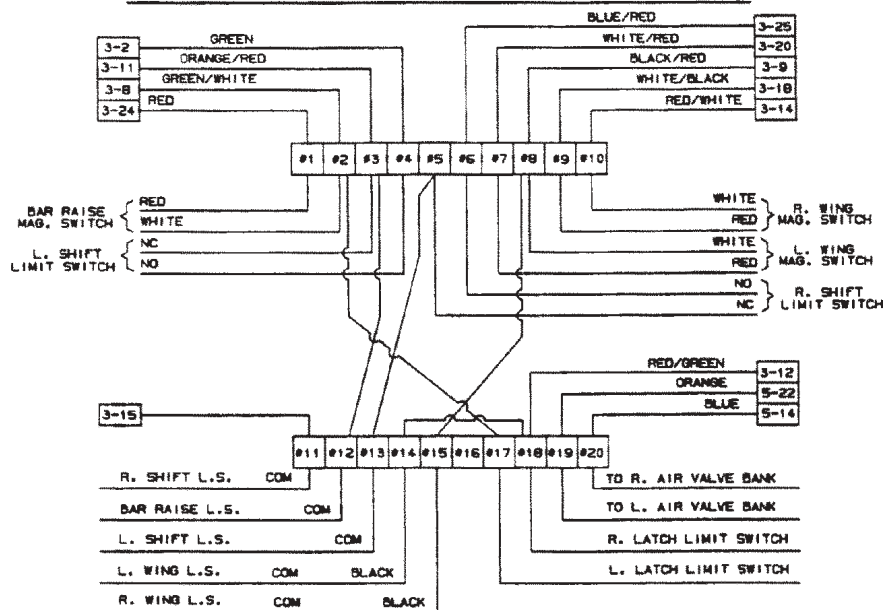 BLUE/RED
3-25
3-2
GREEN
WHITE/RED
3-20
3-11
ORANGE/RED
BLACK/RED
3-9
3-8
GREEN/WHITE
WHITE/BLACK
3-18
3-24
RED
RED/WHITE
3-14
#1 #2 #3 #4 #5 #6 #7 #8 #9 #10
BAR RAISE
MAG. SWITCH
RED
WHITE
L. SHIFT
LIMIT SWITCH
NC
NO
WHITE
RED
R. WING
MAG. SWITCH
WHITE
RED
L. WING
MAG. SWITCH
NO
NC
R. SHIFT
LIMIT SWITCH
RED/GREEN
3-12
ORANGE
5-22
BLUE
5-14
3-15
#11 #12 #13 #14 #15 #16 #17 #18 #19 #20
R. SHIFT L.S. COM
TO R. AIR VALVE BANK
BAR RAISE L.S. COM
TO L. AIR VALVE BANK
L. SHIFT L.S. COM
R. LATCH LIMIT SWITCH
L. WING L.S. COM BLACK
L. LATCH LIMIT SWITCH
R. WING L.S. COM BLACK